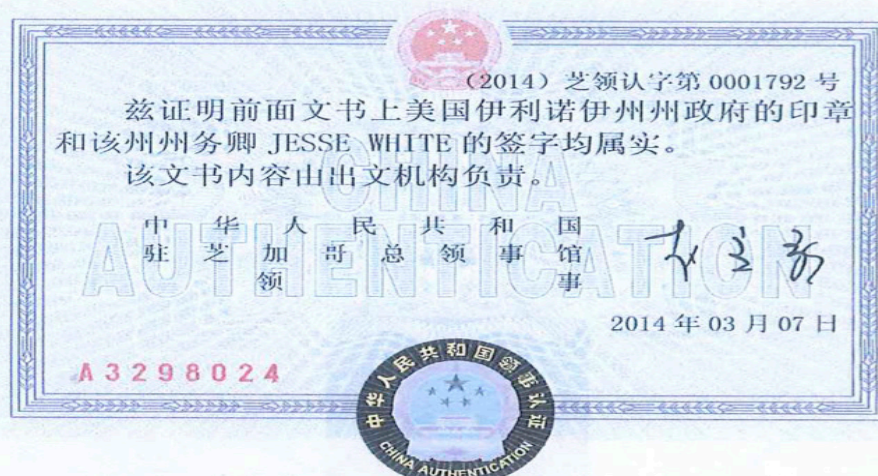 (2014) 芝领认字第 0001792 号
兹证明前面文书上美国伊利诺伊州州政府的印章
和该州州务卿 JESSE WHITE 的签字均属实。
该文书内容由出文机构负责。
CHINA
AUTHENTICATION
中华人民共和国
驻芝加哥总领事馆
领事
2014 年 03 月 07 日
A3298024
中华人民共和国领事认证
CHINA AUTHENTICATION